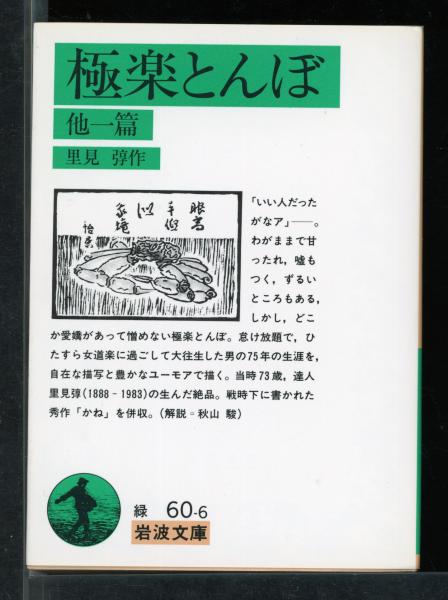 極楽とんぼ
他一篇
里見 弴作
「いい人だった
がなア」──。
わがままで甘
ったれ，嘘も
つく，ずるい
ところもある，
しかし，どこ
か愛嬌があって憎めない極楽とんぼ。怠け放題で，ひ
たすら女道楽に過ごして大往生した男の75年の生涯を，
自在な描写と豊かなユーモアで描く。当時73歳，達人
里見弴(1888-1983)の生んだ絶品。戦時下に書かれた
秀作「かね」を併収。（解説＝秋山 駿）
緑 60-6
岩波文庫